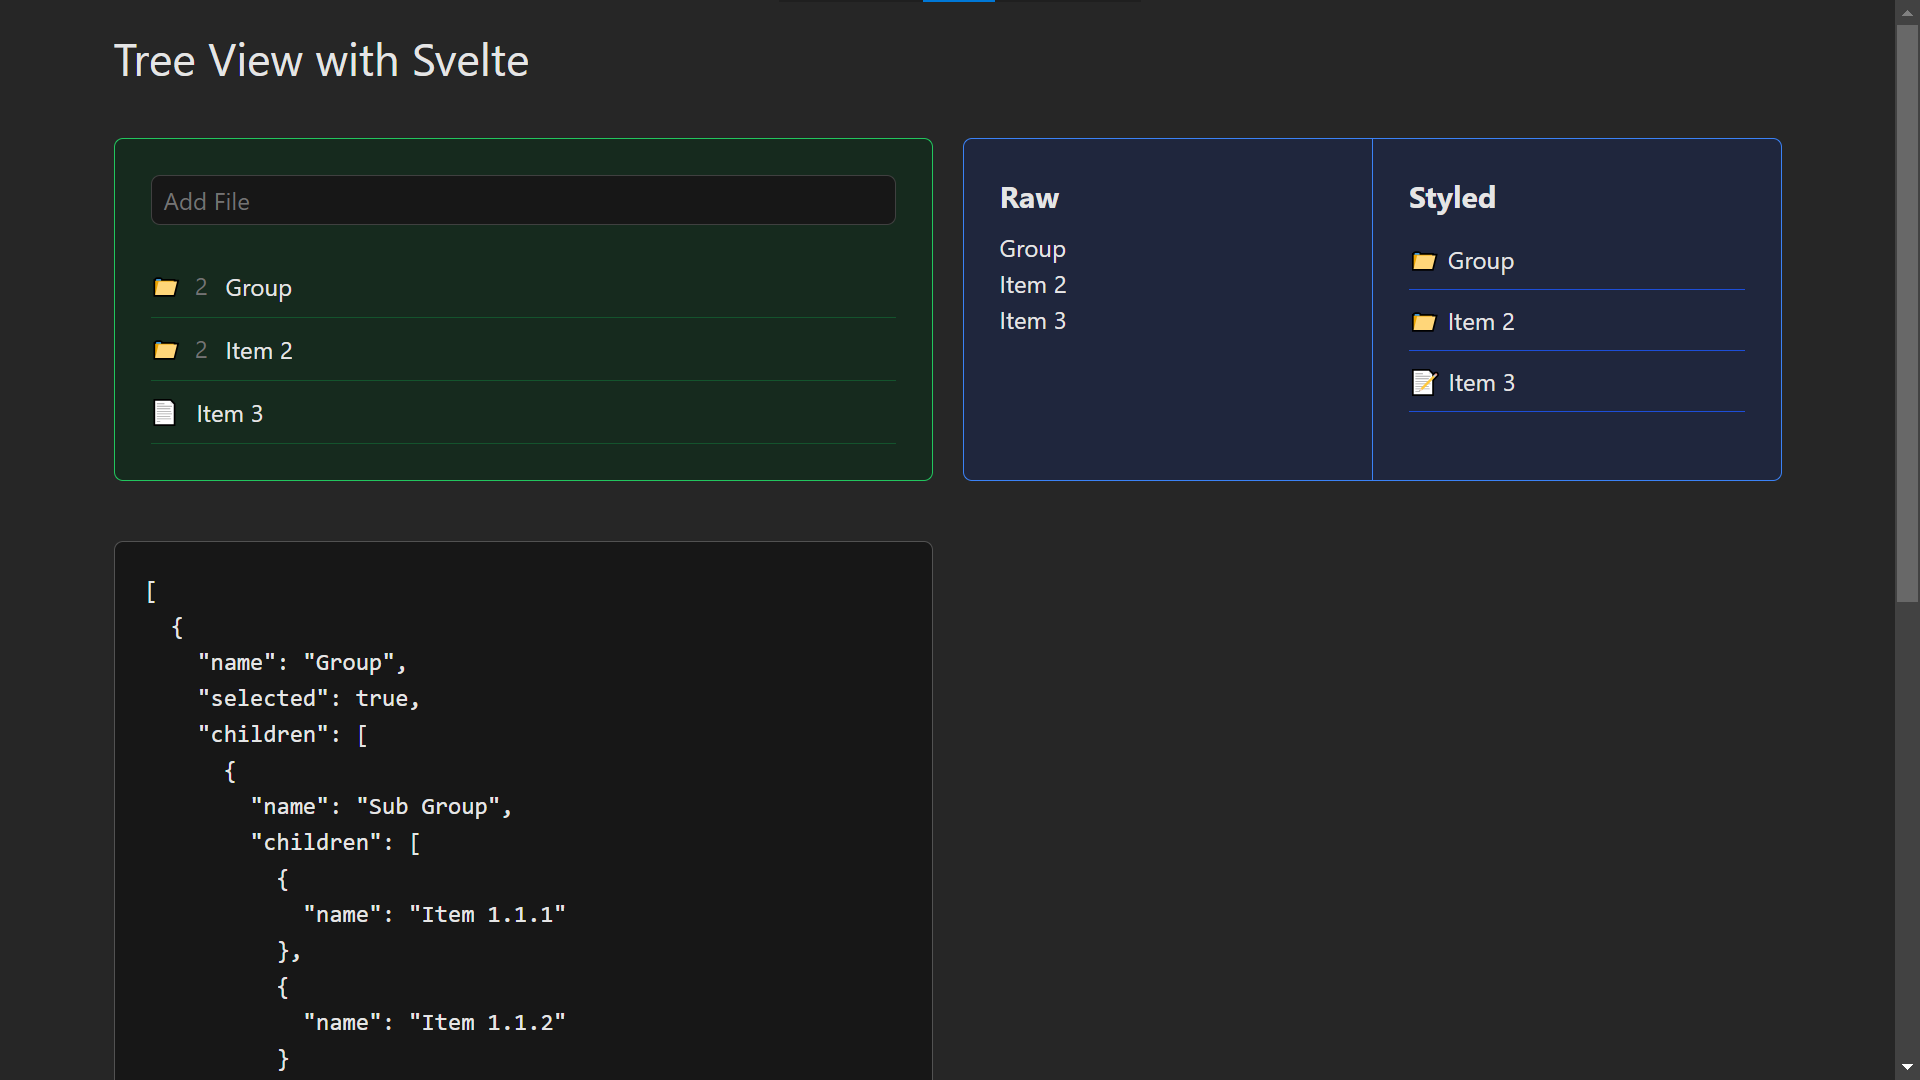 Tree View with Svelte
Add File
2 Group
2 Item 2
Item 3
Raw
Group
Item 2
Item 3
Styled
Group
Item 2
Item 3
[
  {
    "name": "Group",
    "selected": true,
    "children": [
      {
        "name": "Sub Group",
        "children": [
          {
            "name": "Item 1.1.1"
          },
          {
            "name": "Item 1.1.2"
          }